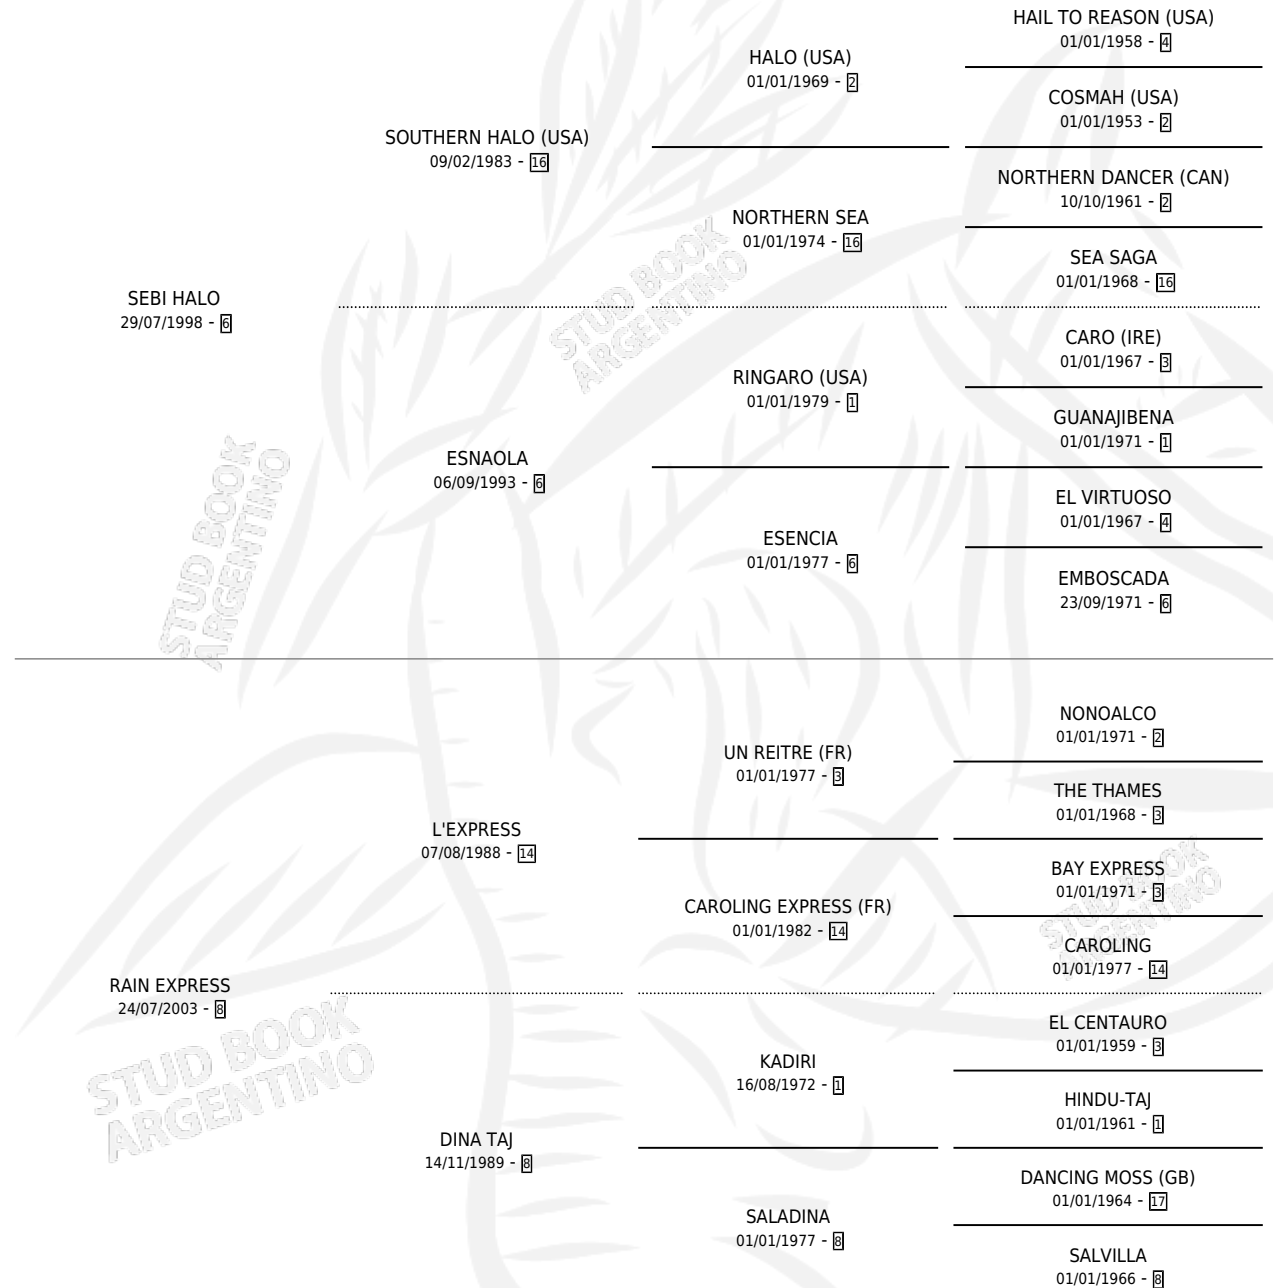 HAIL TO REASON (USA)
01/01/1958 - 4
HALO (USA)
01/01/1969 - 2
COSMAH (USA)
01/01/1953 - 2
SOUTHERN HALO (USA)
09/02/1983 - 16
NORTHERN DANCER (CAN)
10/10/1961 - 2
NORTHERN SEA
01/01/1974 - 16
SEA SAGA
01/01/1968 - 16
SEBI HALO
29/07/1998 - 6
CARO (IRE)
01/01/1967 - 3
RINGARO (USA)
01/01/1979 - 1
GUANAJIBENA
01/01/1971 - 1
ESNAOLA
06/09/1993 - 6
EL VIRTUOSO
01/01/1967 - 4
ESENCIA
01/01/1977 - 6
EMBOSCADA
23/09/1971 - 6
STUD BOOK
ARGENTINO
STUD BOOK
ARGENTINO
NONOALCO
01/01/1971 - 2
UN REITRE (FR)
01/01/1977 - 3
THE THAMES
01/01/1968 - 3
L'EXPRESS
07/08/1988 - 14
BAY EXPRESS
01/01/1971 - 3
CAROLING EXPRESS (FR)
01/01/1982 - 14
CAROLING
01/01/1977 - 14
RAIN EXPRESS
24/07/2003 - 8
EL CENTAURO
01/01/1959 - 3
KADIRI
16/08/1972 - 1
HINDU-TAJ
01/01/1961 - 1
DINA TAJ
14/11/1989 - 8
DANCING MOSS (GB)
01/01/1964 - 17
SALADINA
01/01/1977 - 8
SALVILLA
01/01/1966 - 8
STUD BOOK
ARGENTINO
STUD BOOK
ARGENTINO